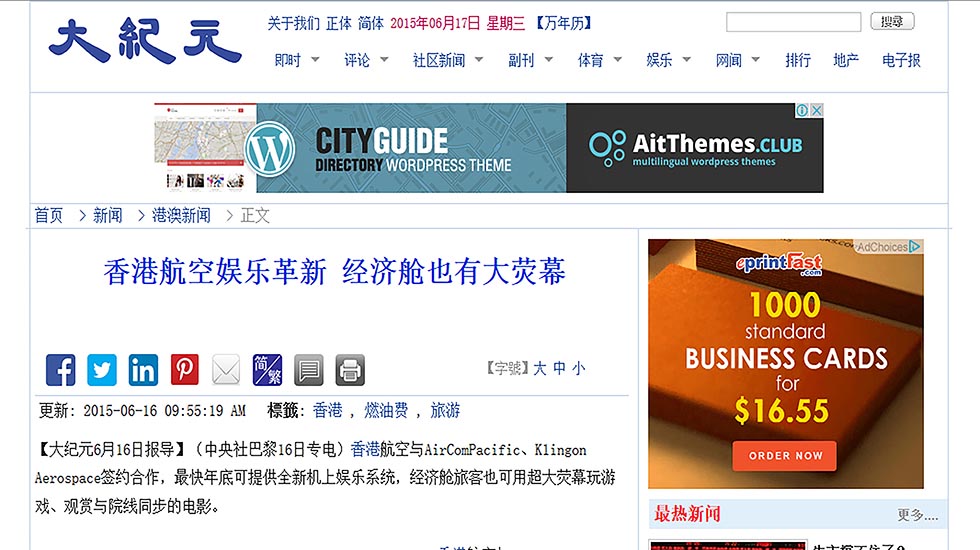 大紀元
关于我们 正体 简体 2015年06月17日 星期三 【万年历】
搜尋
即时 评论 社区新闻 副刊 体育 娱乐 网闻 排行 地产 电子报
CITYGUIDE
DIRECTORY WORDPRESS THEME
AitThemes.CLUB
multilingual wordpress themes
首页 > 新闻 > 港澳新闻 > 正文
香港航空娱乐革新 经济舱也有大荧幕
简/繁
【字號】大 中 小
更新: 2015-06-16 09:55:19 AM 標籤: 香港 , 燃油费 , 旅游
【大纪元6月16日报导】（中央社巴黎16日专电）香港航空与AirComPacific、Klingon
Aerospace签约合作，最快年底可提供全新机上娱乐系统，经济舱旅客也可用超大荧幕玩游
戏、观赏与院线同步的电影。
AdChoices
eprintFast
.com
1000
standard
BUSINESS CARDS
for
$16.55
ORDER NOW
最热新闻 更多....